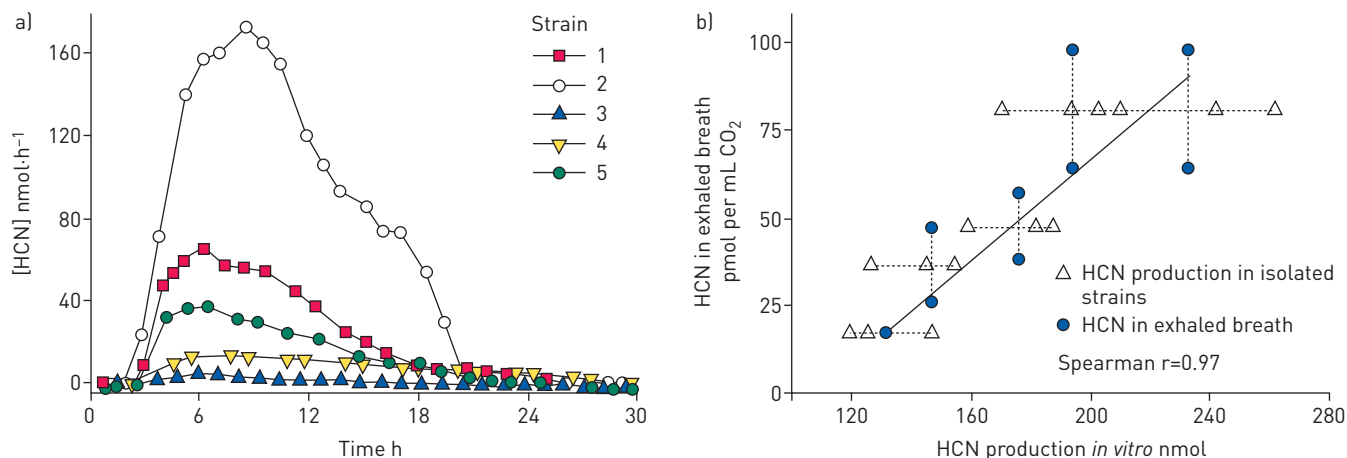 a)
[HCN] nmol·h⁻¹
160
120
80
40
0
0 6 12 18 24 30
Time h
Strain
1
2
3
4
5
b)
HCN in exhaled breath
pmol per mL CO₂
100
75
50
25
0
120 160 200 240 280
HCN production in vitro nmol
HCN production in isolated
strains
HCN in exhaled breath
Spearman r=0.97